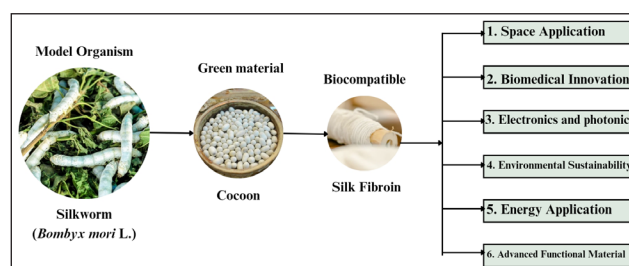 Model Organism
Silkworm
(Bombyx mori L.)
Green material
Cocoon
Biocompatible
Silk Fibroin
1. Space Application
2. Biomedical Innovation
3. Electronics and photonic
4. Environmental Sustainability
5. Energy Application
6. Advanced Functional Material